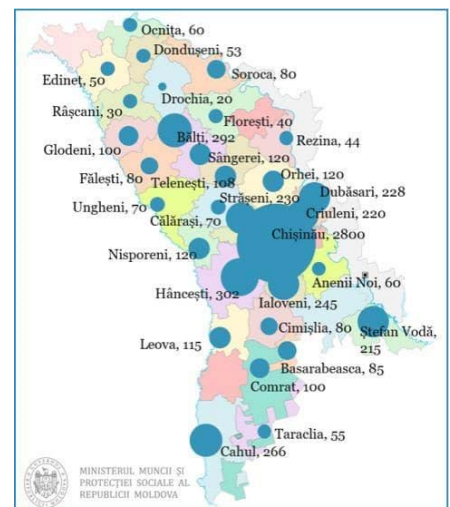 Ocnița, 60
Dondușeni, 53
Edineț, 50
Soroca, 80
Drochia, 20
Râșcani, 30
Florești, 40
Bălți, 292
Rezina, 44
Glodeni, 100
Sângerei, 120
Fălești, 80
Telenești, 108
Orhei, 120
Dubăsari, 228
Ungheni, 70
Strășeni, 230
Criuleni, 220
Călărași, 70
Chișinău, 2800
Nisporeni, 120
Anenii Noi, 60
Hâncești, 302
Ialoveni, 245
Leova, 115
Cimișlia, 80
Ștefan Vodă,
215
Basarabeasca, 85
Comrat, 100
Taraclia, 55
Cahul, 266
MINISTERUL MUNCII ȘI
PROTECȚIEI SOCIALE AL
REPUBLICII MOLDOVA